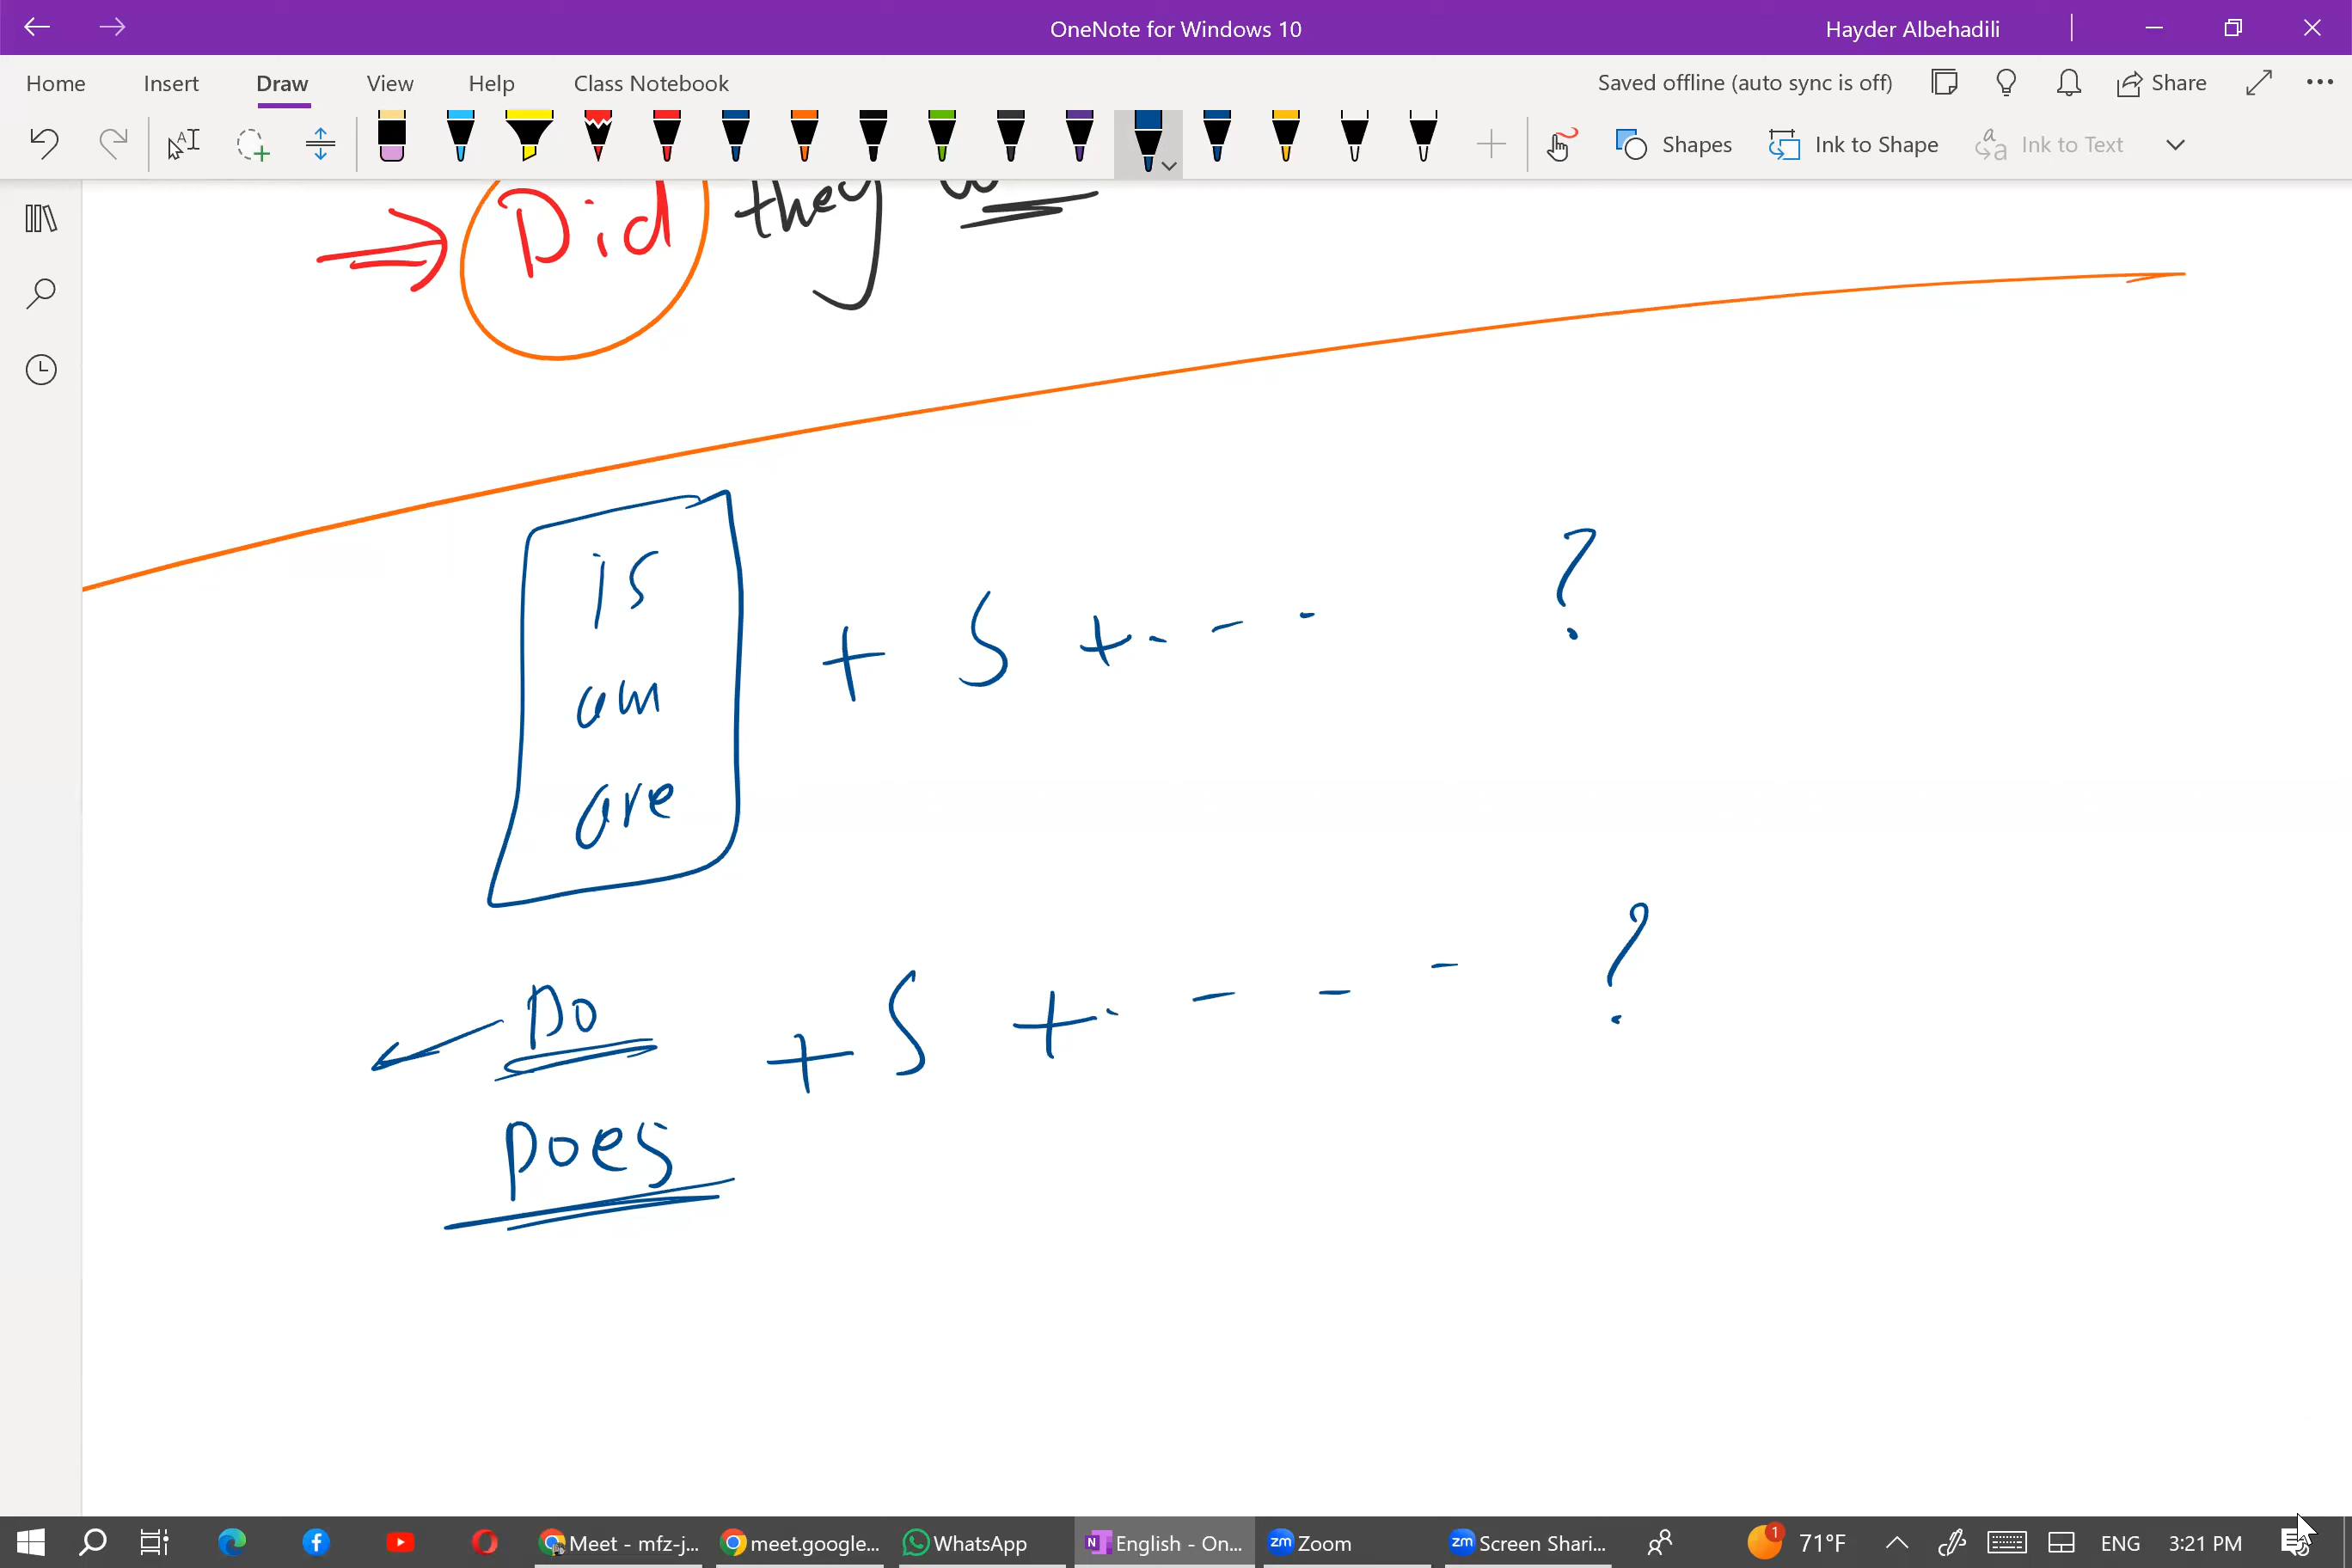 OneNote for Windows 10
Hayder Albehadili
Home Insert Draw View Help Class Notebook
Saved offline (auto sync is off) Share
Shapes Ink to Shape Ink to Text
⇒ Did they
is
am
are
+ S + - - - ?
Do
+ S + - - - ?
Does
Meet - mfz-j... meet.google... WhatsApp English - On... Zoom Screen Shari... 1 71°F ENG 3:21 PM